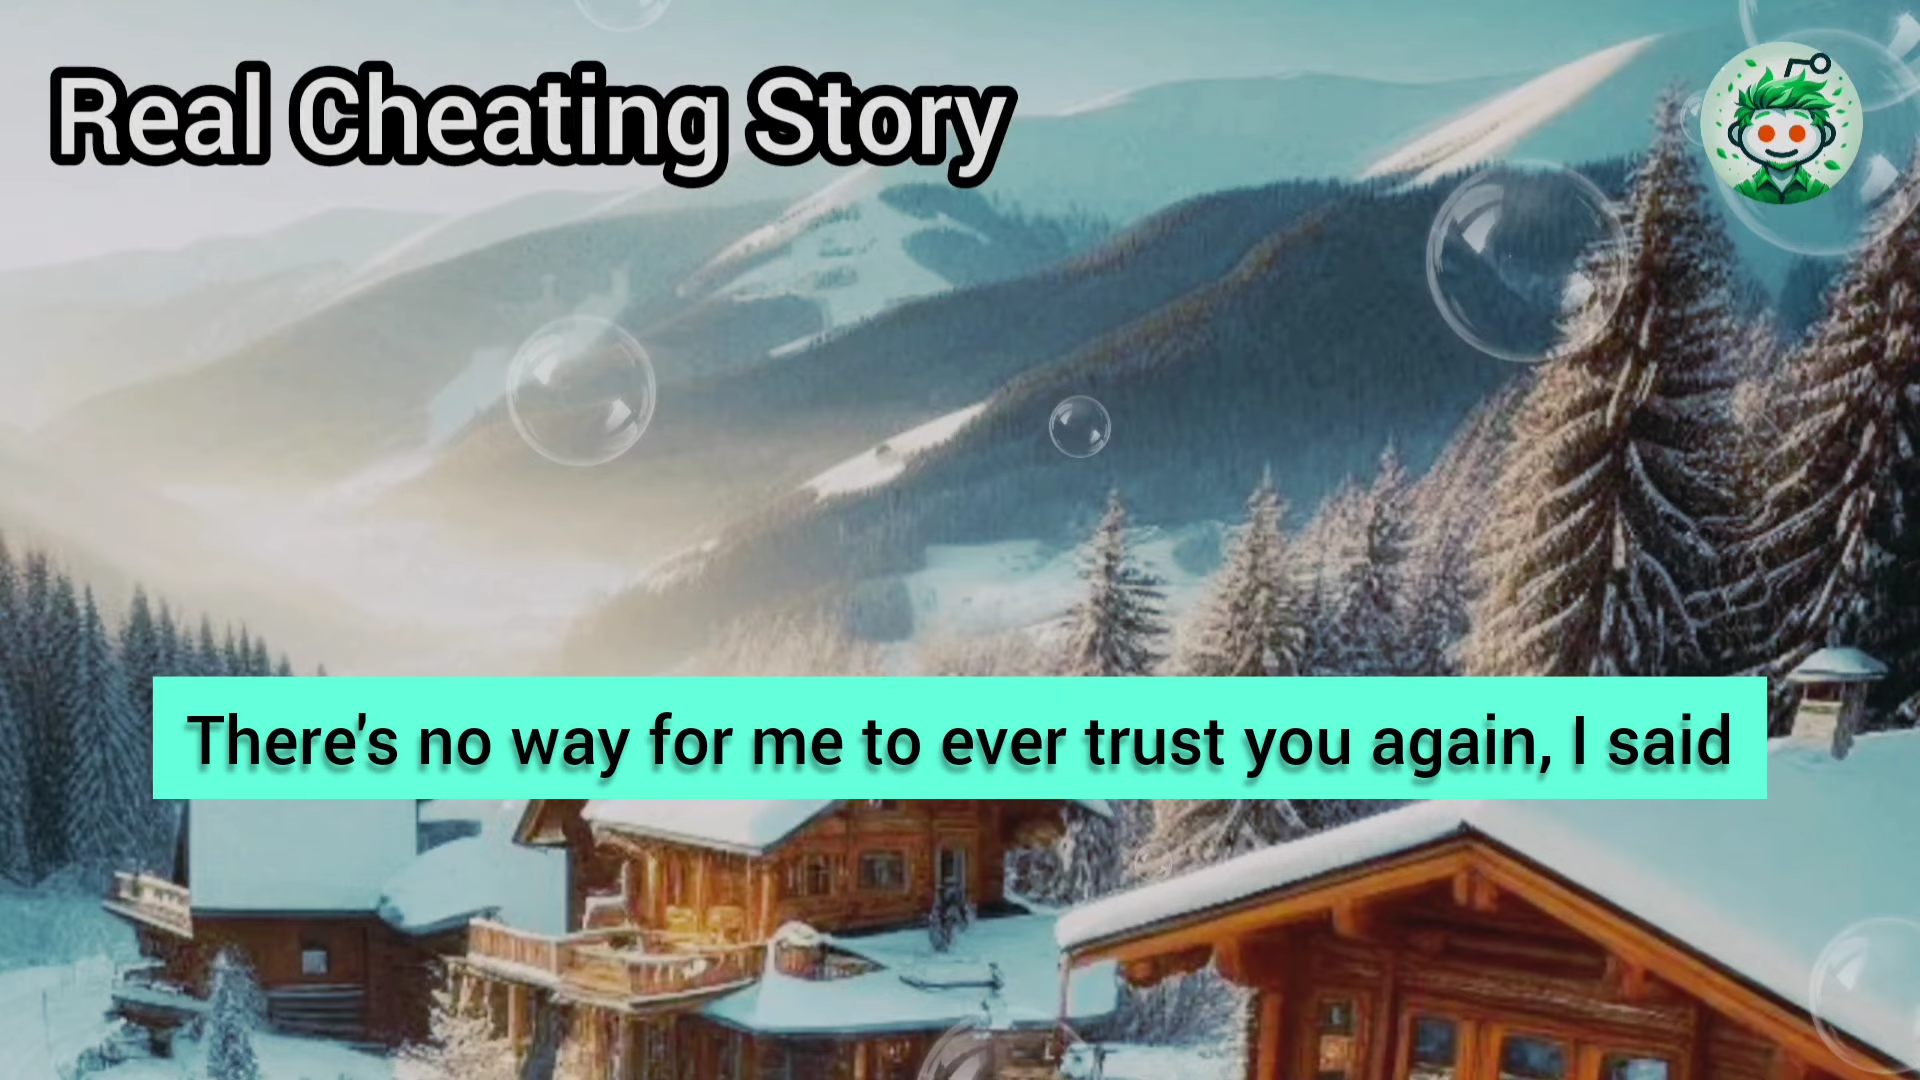 Real Cheating Story
There's no way for me to ever trust you again, I said